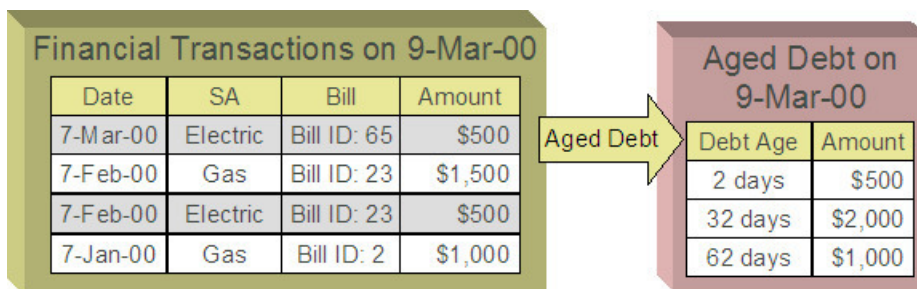 Financial Transactions on 9-Mar-00
Date SA Bill Amount
7-Mar-00 Electric Bill ID: 65 $500
7-Feb-00 Gas Bill ID: 23 $1,500
7-Feb-00 Electric Bill ID: 23 $500
7-Jan-00 Gas Bill ID: 2 $1,000
Aged Debt
Aged Debt on
9-Mar-00
Debt Age Amount
2 days $500
32 days $2,000
62 days $1,000